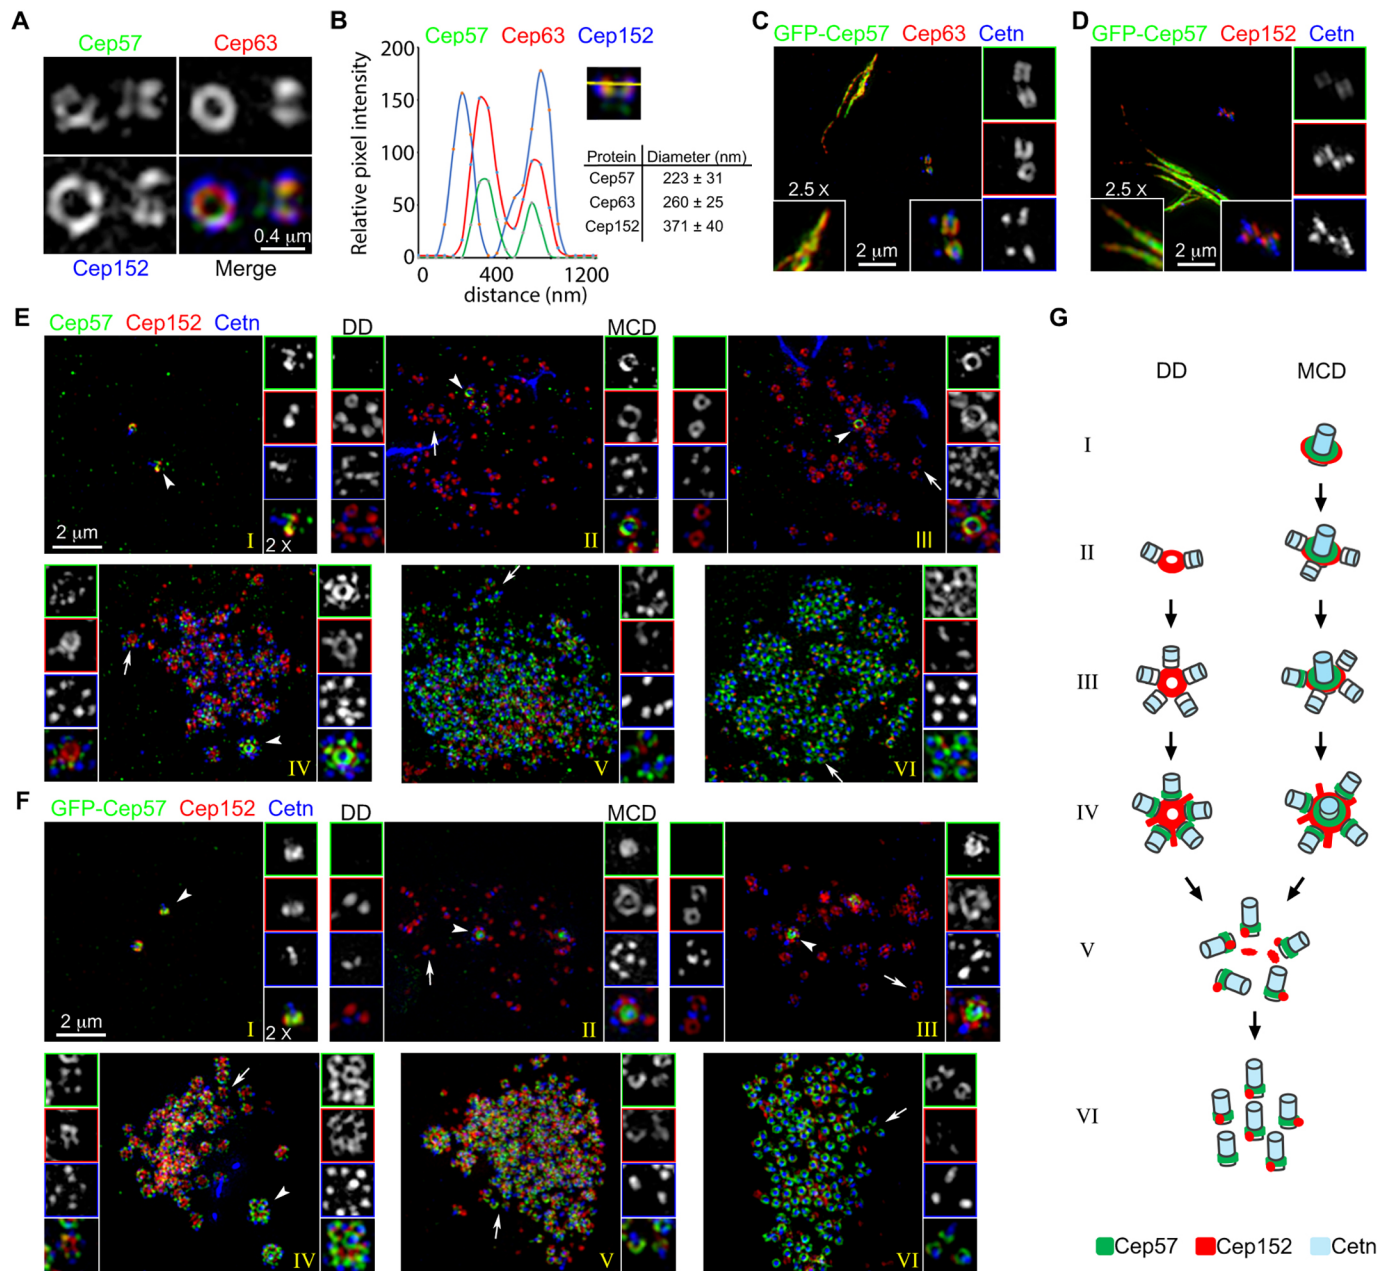 A
Cep57 Cep63
Cep152 Merge
0.4 μm
B
Cep57 Cep63 Cep152
Relative pixel intensity
200
150
100
50
0
0 400 1200
distance (nm)
Protein Diameter (nm)
Cep57 223 ± 31
Cep63 260 ± 25
Cep152 371 ± 40
C
GFP-Cep57 Cep63 Cetn
2.5 X
2 μm
D
GFP-Cep57 Cep152 Cetn
2.5 X
2 μm
E
Cep57 Cep152 Cetn
DD MCD
2 μm
I
2 X
II
III
IV
V
VI
F
GFP-Cep57 Cep152 Cetn
DD MCD
2 μm
I
2 X
II
III
IV
V
VI
G
DD MCD
I
II
III
IV
V
VI
Cep57 Cep152 Cetn